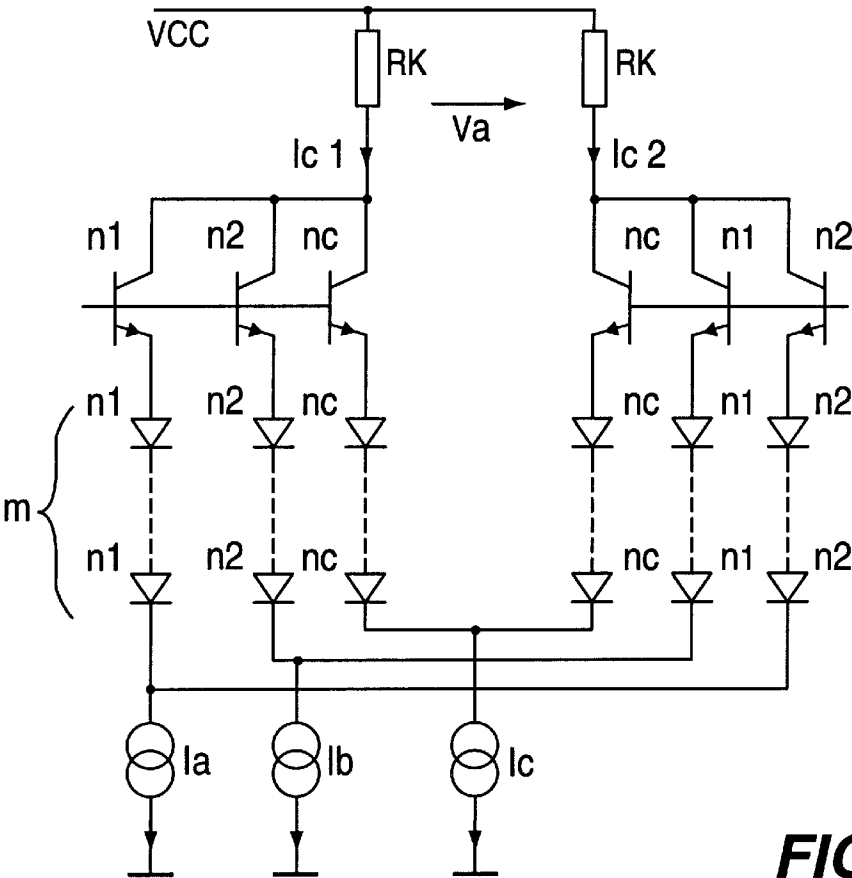 VCC
RK RK
Va
Ic 1 Ic 2
n1 n2 nc nc n1 n2
n1 n2 nc nc n1 n2
m
n1 n2 nc nc n1 n2
Ia Ib Ic
FIG